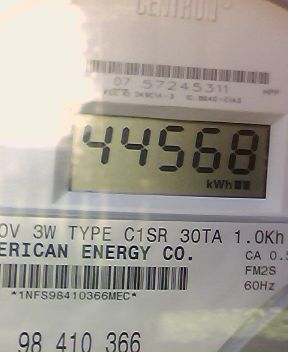 CENTRON®
07 57245311
44568
kWh
0V 3W TYPE C1SR 30TA 1.0Kh
ERICAN ENERGY CO.
CA 0.5
FM2S
*1NFS98410366MEC*
60Hz
98 410 366